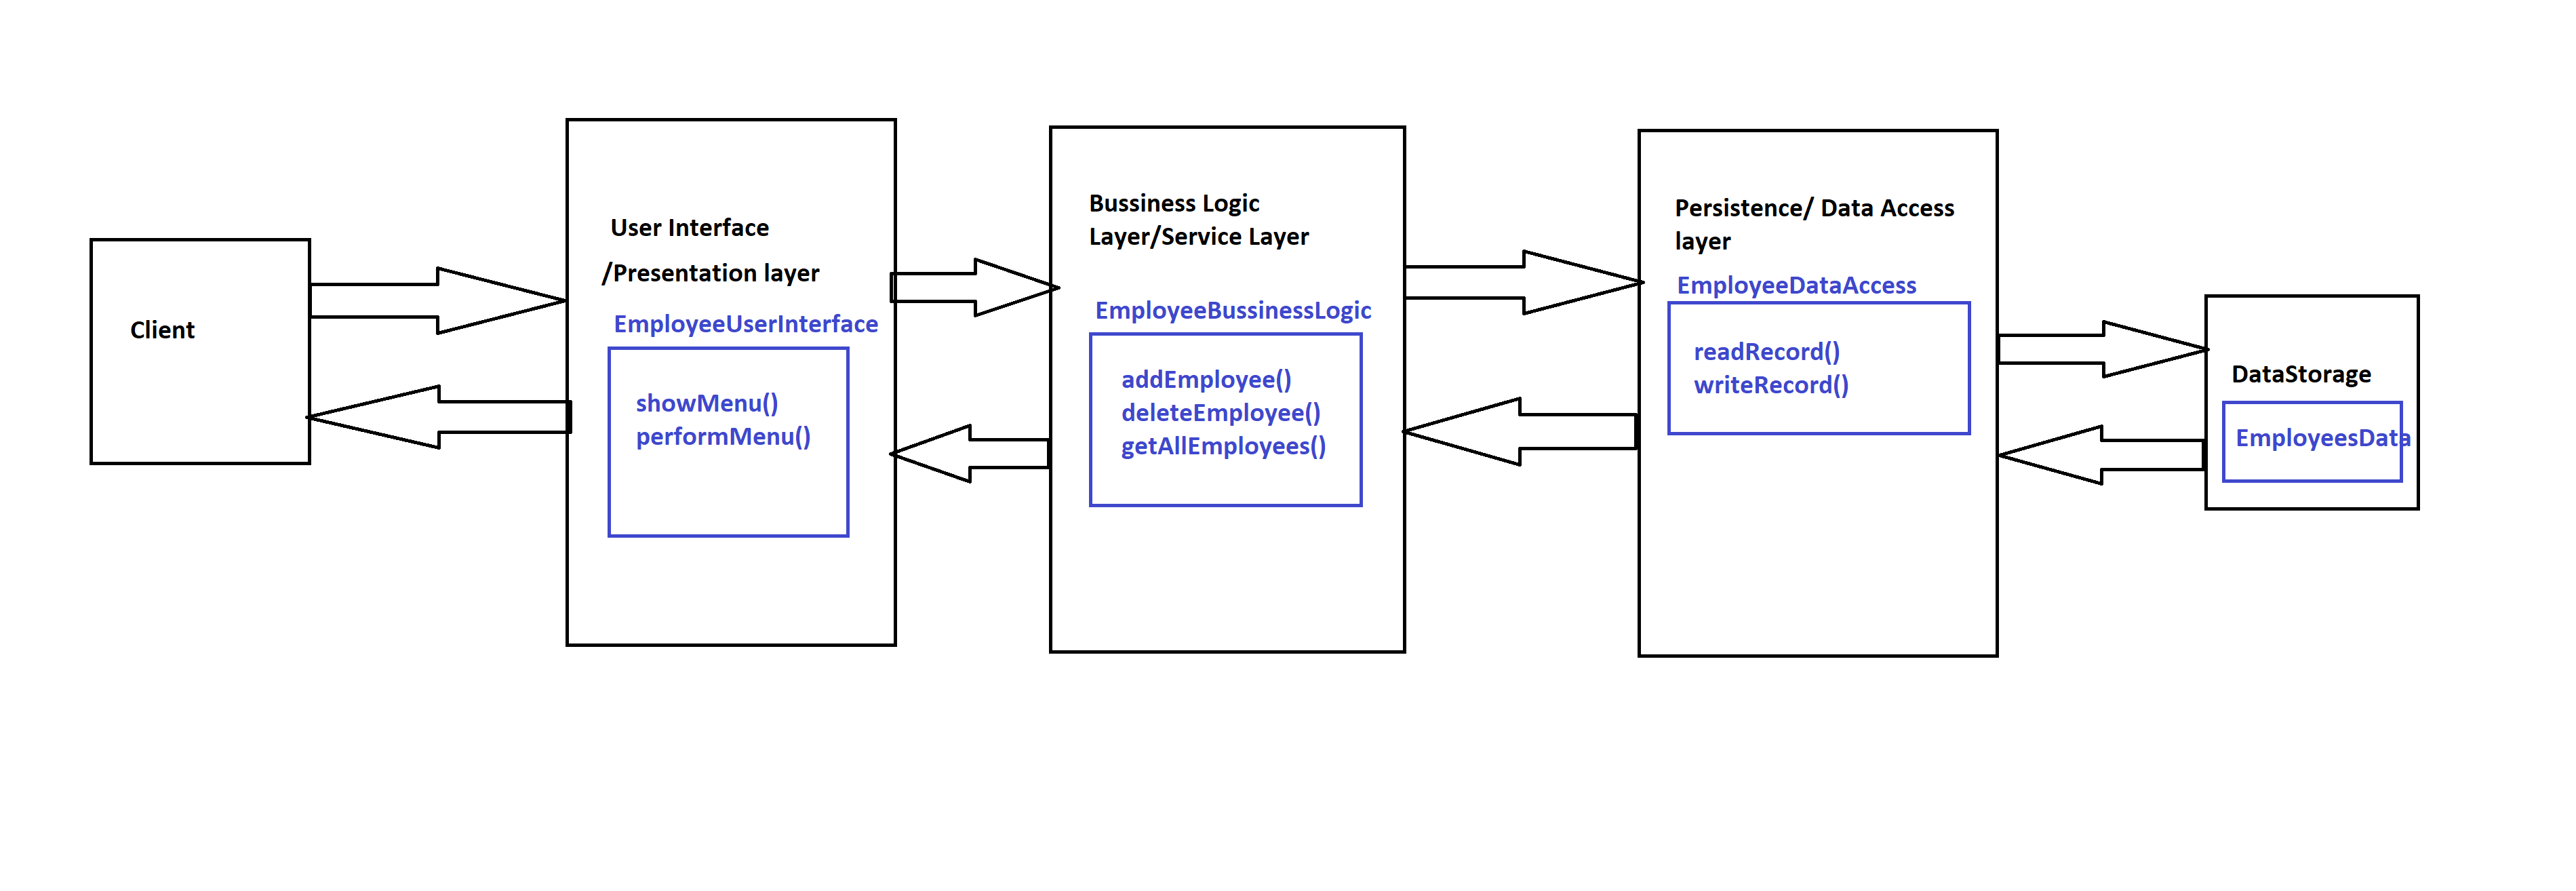 Client
User Interface
/Presentation layer
EmployeeUserInterface
showMenu()
performMenu()
Bussiness Logic
Layer/Service Layer
EmployeeBussinessLogic
addEmployee()
deleteEmployee()
getAllEmployees()
Persistence/ Data Access
layer
EmployeeDataAccess
readRecord()
writeRecord()
DataStorage
EmployeesData